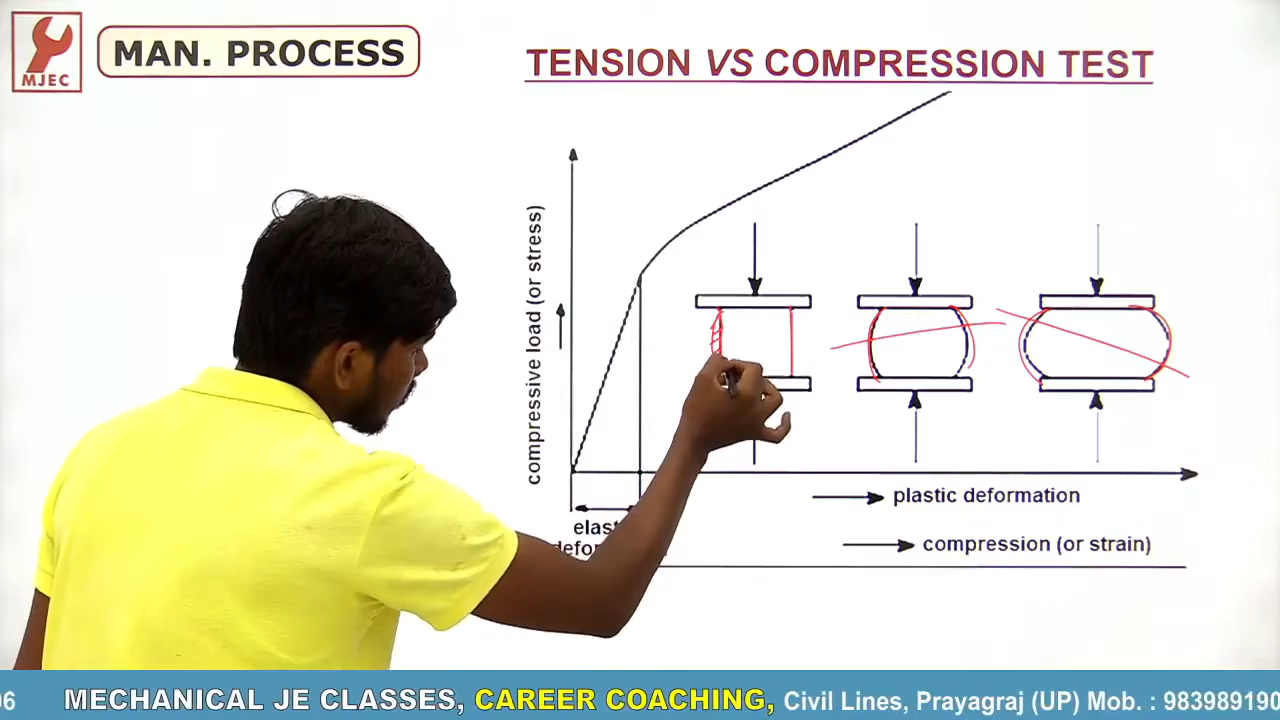 MJEC
MAN. PROCESS
TENSION VS COMPRESSION TEST
compressive load (or stress)
plastic deformation
compression (or strain)
06 MECHANICAL JE CLASSES, CAREER COACHING, Civil Lines, Prayagraj (UP) Mob. : 983989190